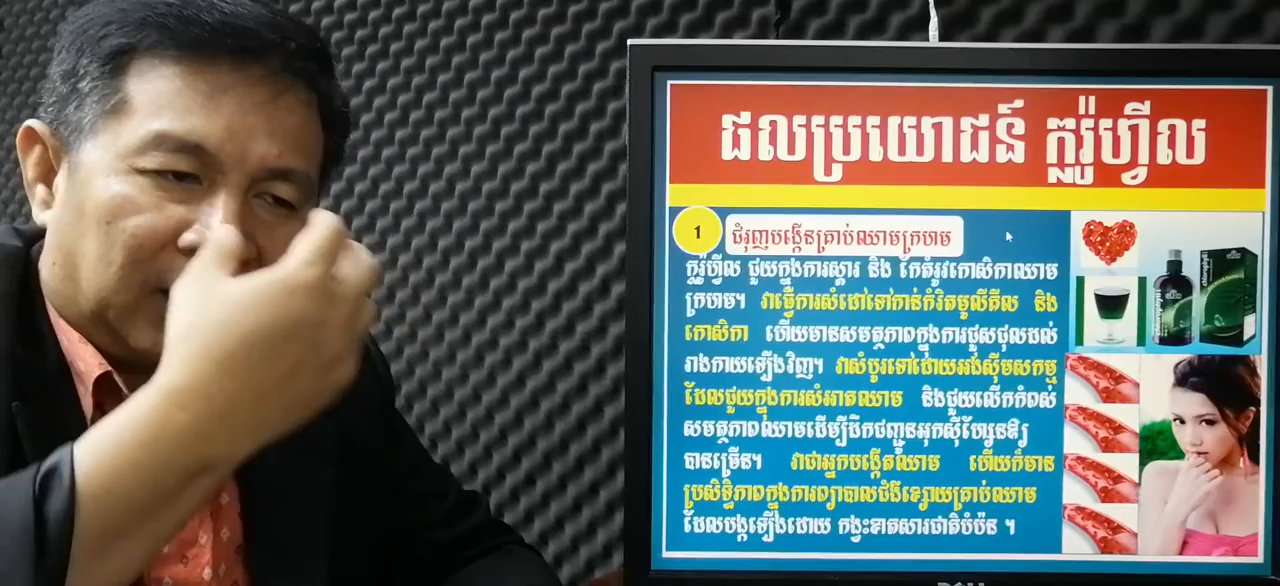 ផលប្រយោជន៍ ក្លរ៉ូហ្វីល
1
ជំរុញបង្កើនគ្រាប់ឈាមក្រហម
ក្លរ៉ូហ្វីល ជួយក្នុងការស្តារ និង កែតំរូវកោសិកាឈាម
ក្រហម។ វាធ្វើការសំដៅទៅកាន់កំរិតមូលីគីល និង
កោសិកា ហើយមានសមត្ថភាពក្នុងការជួសជុលដល់
រាងកាយឡើងវិញ។ វាសំបូរទៅដោយអង់ស៊ីមសកម្ម
ដែលជួយក្នុងការសំអាតឈាម និងជួយលើកកំពស់
សមត្ថភាពឈាមដើម្បីដឹកជញ្ជូនអុកស៊ីហ្សែនឱ្យ
បានច្រើន។ វាជាអ្នកបង្កើតឈាម ហើយក៏មាន
ប្រសិទ្ធិភាពក្នុងការព្យាបាលជំងឺខ្សោយគ្រាប់ឈាម
ដែលបង្កឡើងដោយ កង្វះខាតសារជាតិបំប៉ន ។